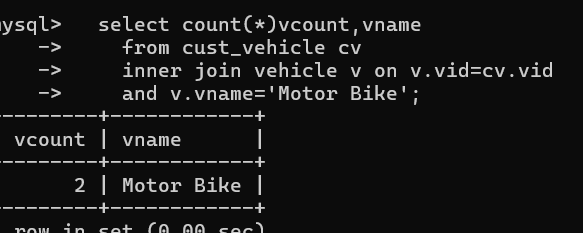 mysql> select count(*)vcount,vname
-> from cust_vehicle cv
-> inner join vehicle v on v.vid=cv.vid
-> and v.vname='Motor Bike';
---------+------------+
vcount | vname |
---------+------------+
2 | Motor Bike |
---------+------------+
row in set (0.00 sec)